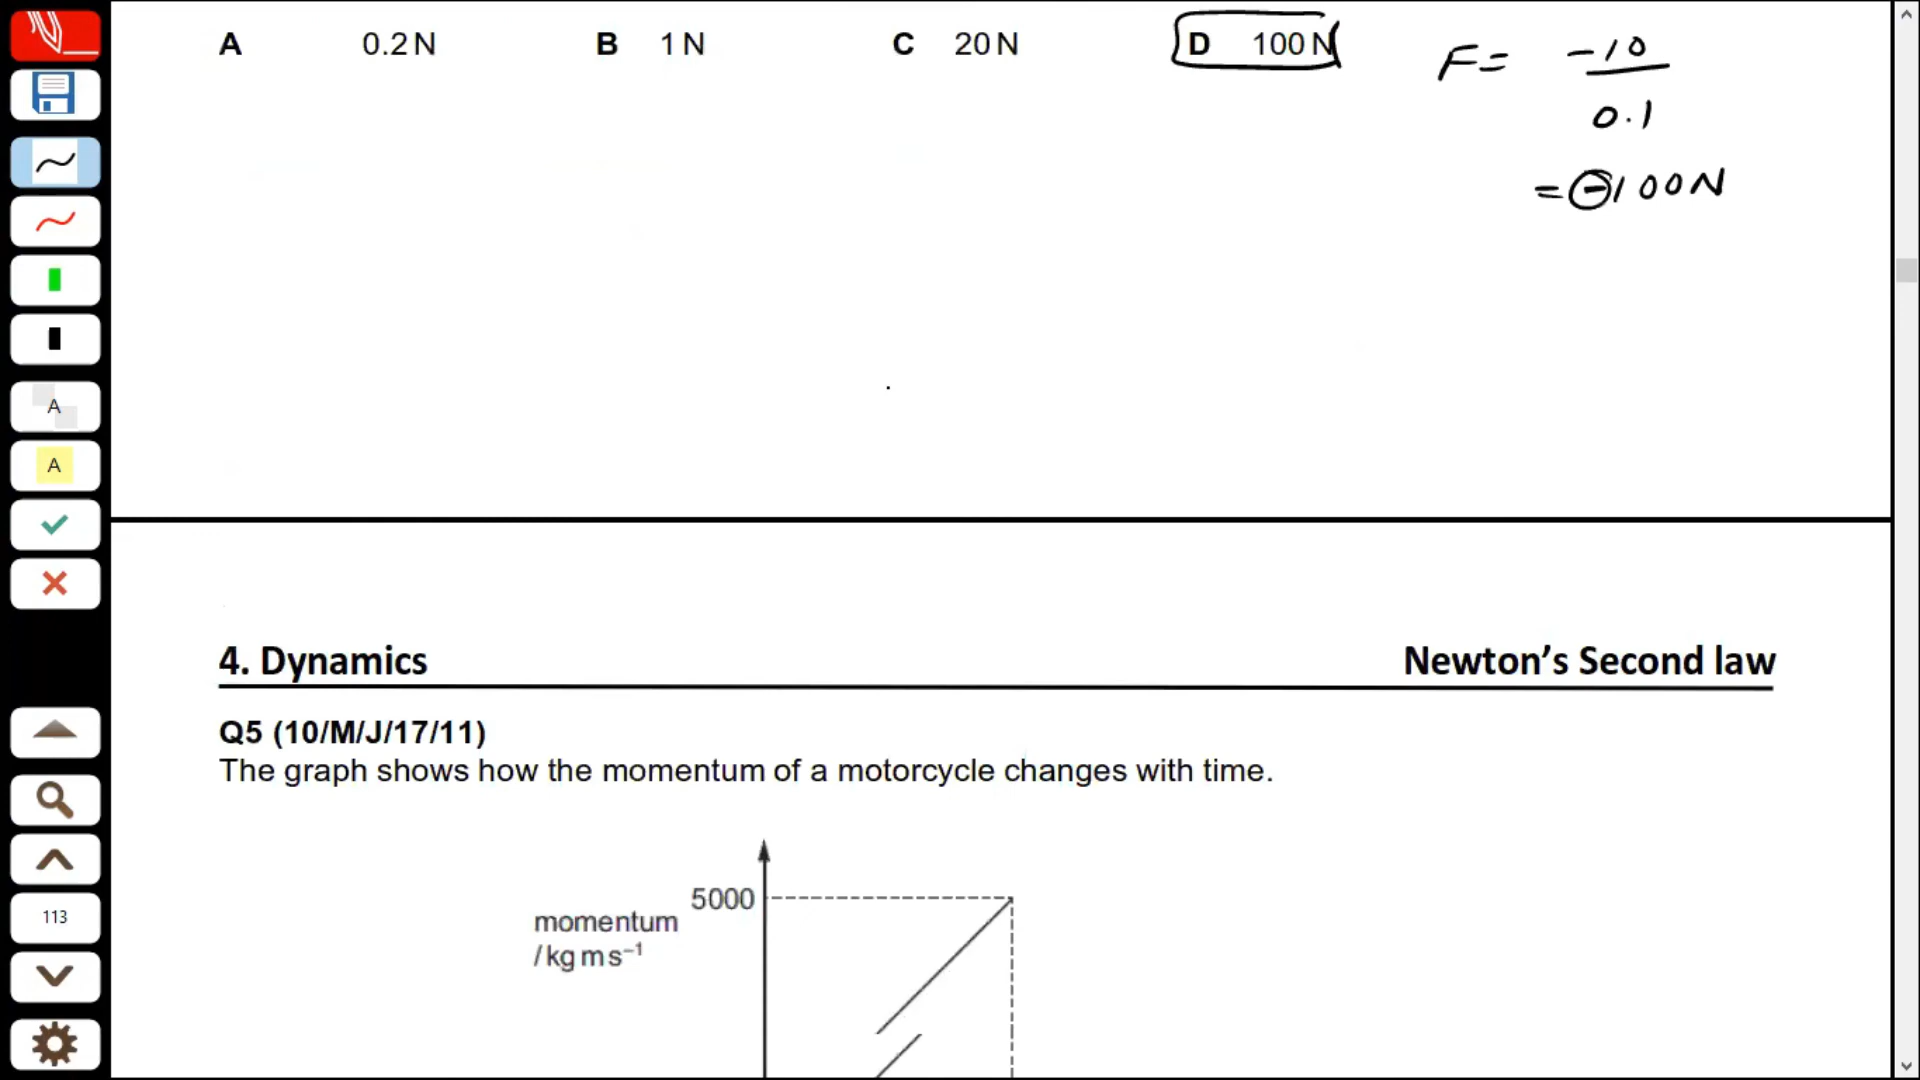 A 0.2 N B 1 N C 20 N D 100 N
F = -10
0.1
= -100N
A
A
4. Dynamics Newton’s Second law
Q5 (10/M/J/17/11)
The graph shows how the momentum of a motorcycle changes with time.
5000
momentum
/ kg m s⁻¹
113